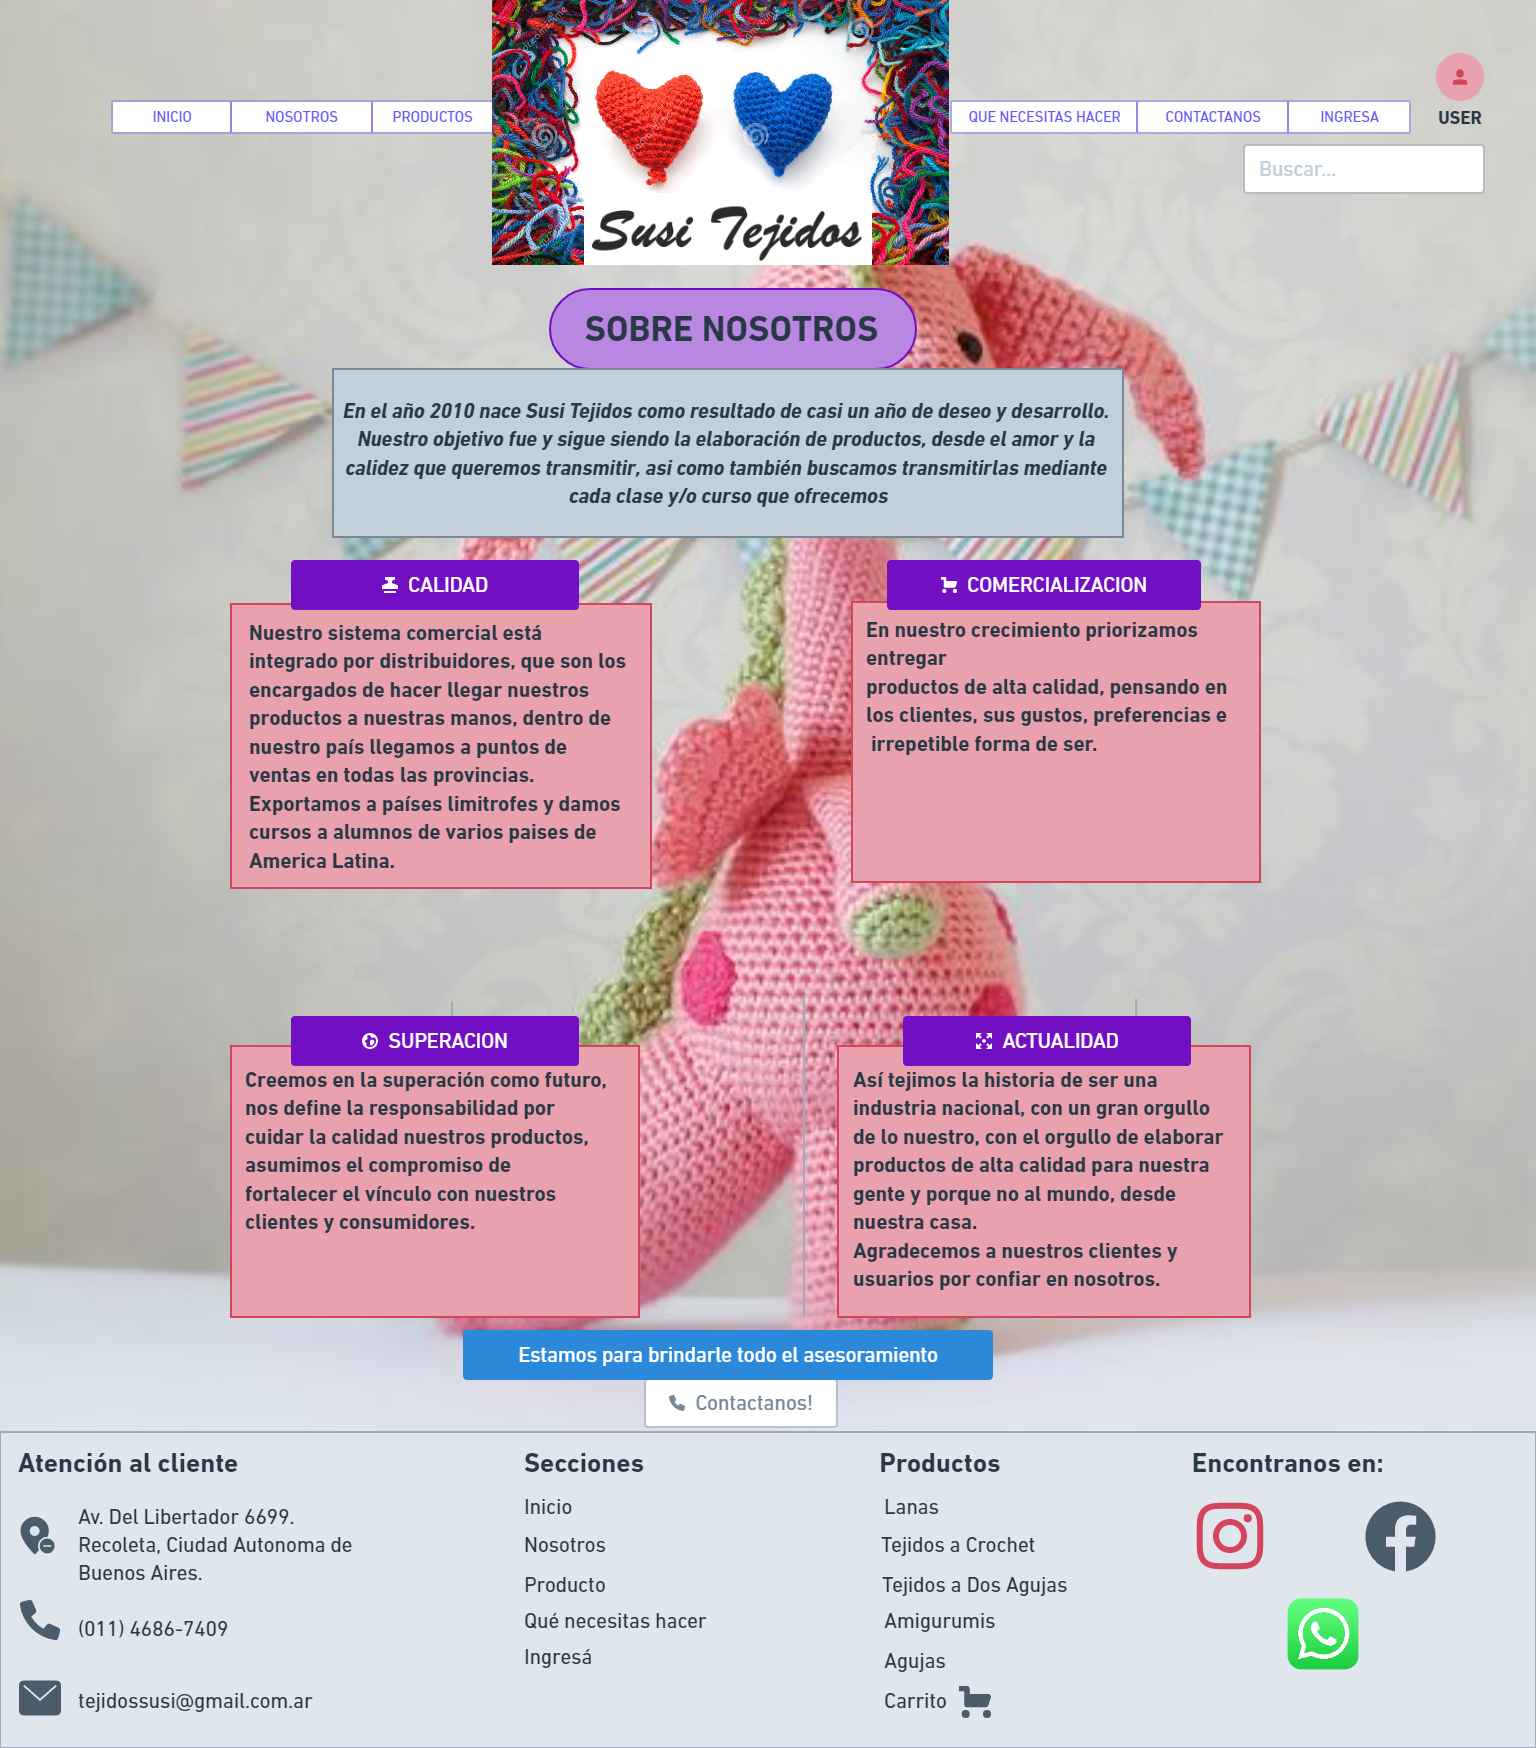 INICIO
NOSOTROS
PRODUCTOS
Susi Tejidos
QUE NECESITAS HACER
CONTACTANOS
INGRESA
USER
Buscar...
SOBRE NOSOTROS
En el año 2010 nace Susi Tejidos como resultado de casi un año de deseo y desarrollo.
Nuestro objetivo fue y sigue siendo la elaboración de productos, desde el amor y la
calidez que queremos transmitir, asi como también buscamos transmitirlas mediante
cada clase y/o curso que ofrecemos
CALIDAD
Nuestro sistema comercial está
integrado por distribuidores, que son los
encargados de hacer llegar nuestros
productos a nuestras manos, dentro de
nuestro país llegamos a puntos de
ventas en todas las provincias.
Exportamos a países limitrofes y damos
cursos a alumnos de varios paises de
America Latina.
COMERCIALIZACION
En nuestro crecimiento priorizamos
entregar
productos de alta calidad, pensando en
los clientes, sus gustos, preferencias e
irrepetible forma de ser.
SUPERACION
Creemos en la superación como futuro,
nos define la responsabilidad por
cuidar la calidad nuestros productos,
asumimos el compromiso de
fortalecer el vínculo con nuestros
clientes y consumidores.
ACTUALIDAD
Así tejimos la historia de ser una
industria nacional, con un gran orgullo
de lo nuestro, con el orgullo de elaborar
productos de alta calidad para nuestra
gente y porque no al mundo, desde
nuestra casa.
Agradecemos a nuestros clientes y
usuarios por confiar en nosotros.
Estamos para brindarle todo el asesoramiento
Contactanos!
Atención al cliente
Av. Del Libertador 6699.
Recoleta, Ciudad Autonoma de
Buenos Aires.
(011) 4686-7409
tejidossusi@gmail.com.ar
Secciones
Inicio
Nosotros
Producto
Qué necesitas hacer
Ingresá
Productos
Lanas
Tejidos a Crochet
Tejidos a Dos Agujas
Amigurumis
Agujas
Carrito
Encontranos en: